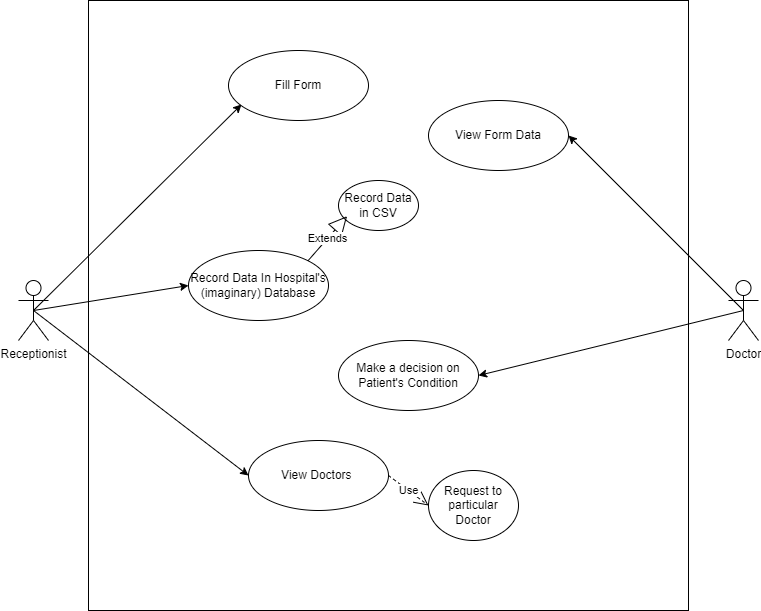 Fill Form
View Form Data
Record Data
in CSV
Extends
Record Data In Hospital's
(imaginary) Database
Receptionist
Doctor
Make a decision on
Patient's Condition
View Doctors
Use
Request to
particular
Doctor